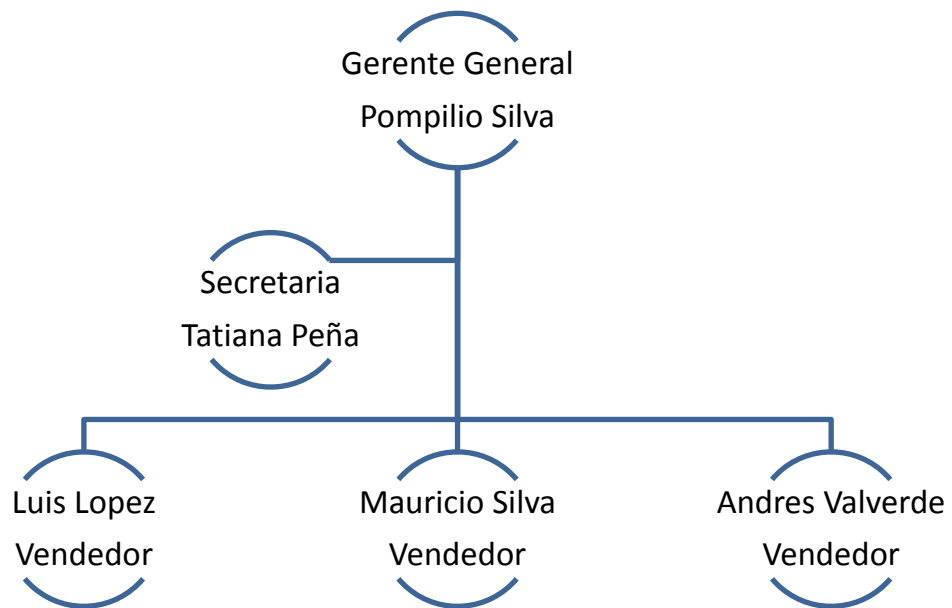 Gerente General
Pompilio Silva
Secretaria
Tatiana Peña
Luis Lopez
Vendedor
Mauricio Silva
Vendedor
Andres Valverde
Vendedor